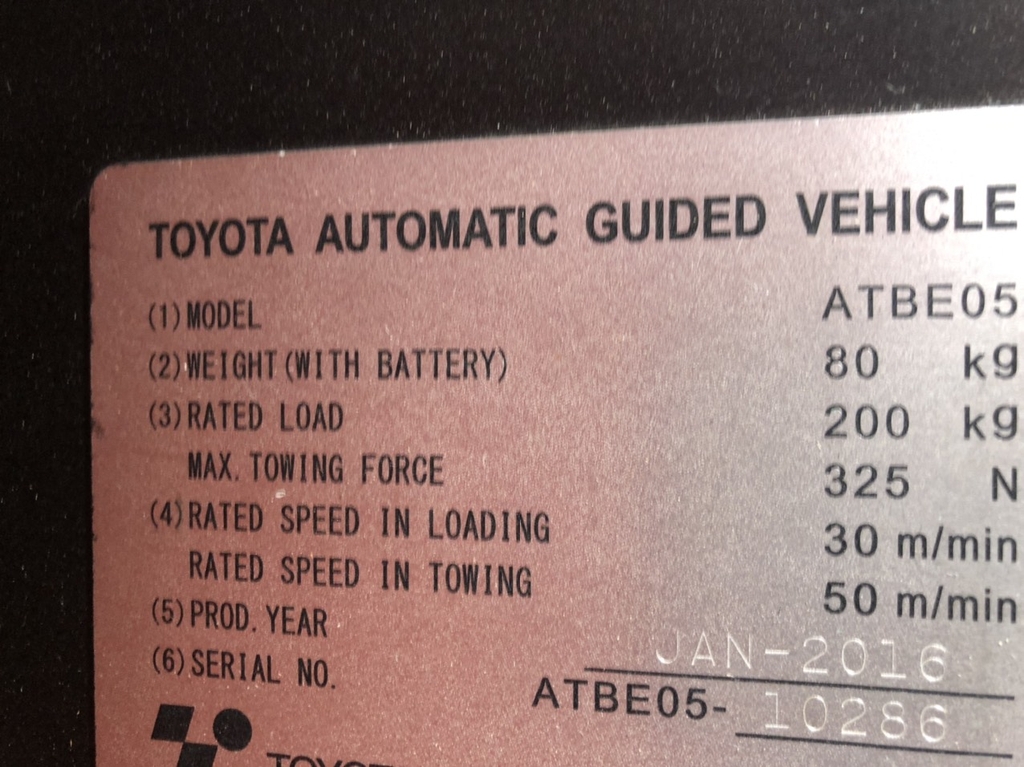 TOYOTA AUTOMATIC GUIDED VEHICLE
(1) MODEL ATBE05
(2) WEIGHT (WITH BATTERY) 80 kg
(3) RATED LOAD 200 kg
MAX. TOWING FORCE 325 N
(4) RATED SPEED IN LOADING 30 m/min
RATED SPEED IN TOWING 50 m/min
(5) PROD. YEAR JAN-2016
(6) SERIAL NO. ATBE05-10286